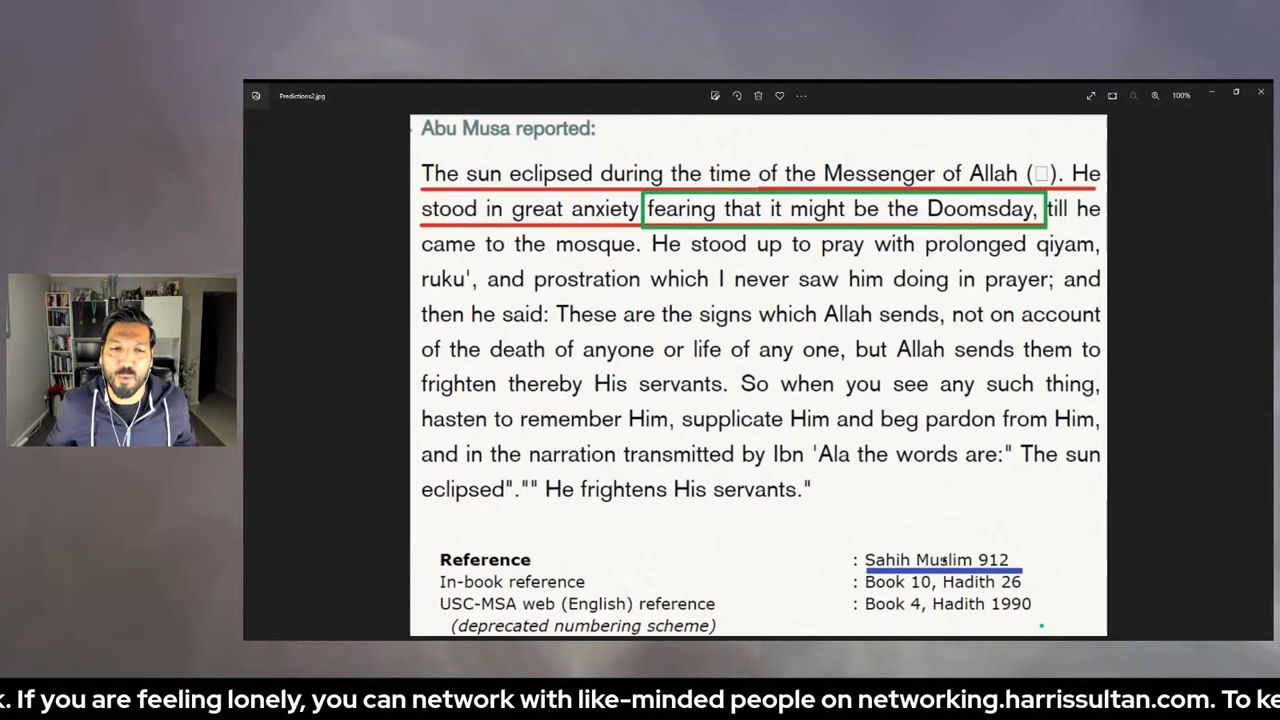 Predictions2.jpg
100%
Abu Musa reported:
The sun eclipsed during the time of the Messenger of Allah (□). He
stood in great anxiety fearing that it might be the Doomsday, till he
came to the mosque. He stood up to pray with prolonged qiyam,
ruku', and prostration which I never saw him doing in prayer; and
then he said: These are the signs which Allah sends, not on account
of the death of anyone or life of any one, but Allah sends them to
frighten thereby His servants. So when you see any such thing,
hasten to remember Him, supplicate Him and beg pardon from Him,
and in the narration transmitted by Ibn 'Ala the words are:" The sun
eclipsed"."" He frightens His servants."
Reference : Sahih Muslim 912
In-book reference : Book 10, Hadith 26
USC-MSA web (English) reference : Book 4, Hadith 1990
(deprecated numbering scheme)
k. If you are feeling lonely, you can network with like-minded people on networking.harrissultan.com. To ke